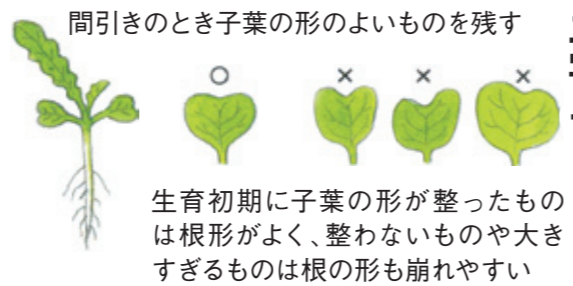 間引きのとき子葉の形のよいものを残す
○ × × ×
生育初期に子葉の形が整ったもの
は根形がよく、整わないものや大き
すぎるものは根の形も崩れやすい